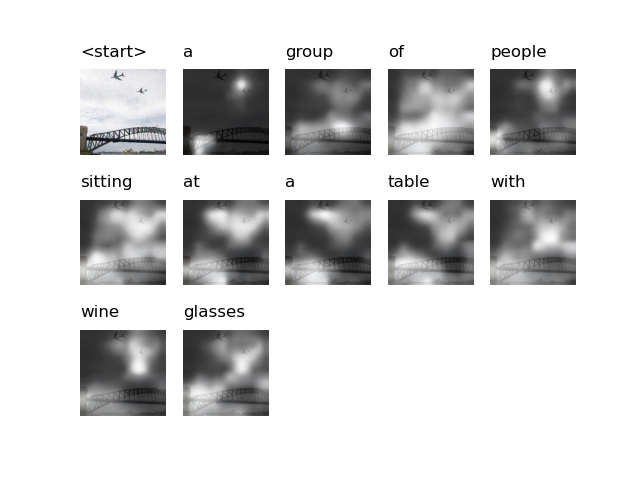 <start> a group of people
sitting at a table with
wine glasses